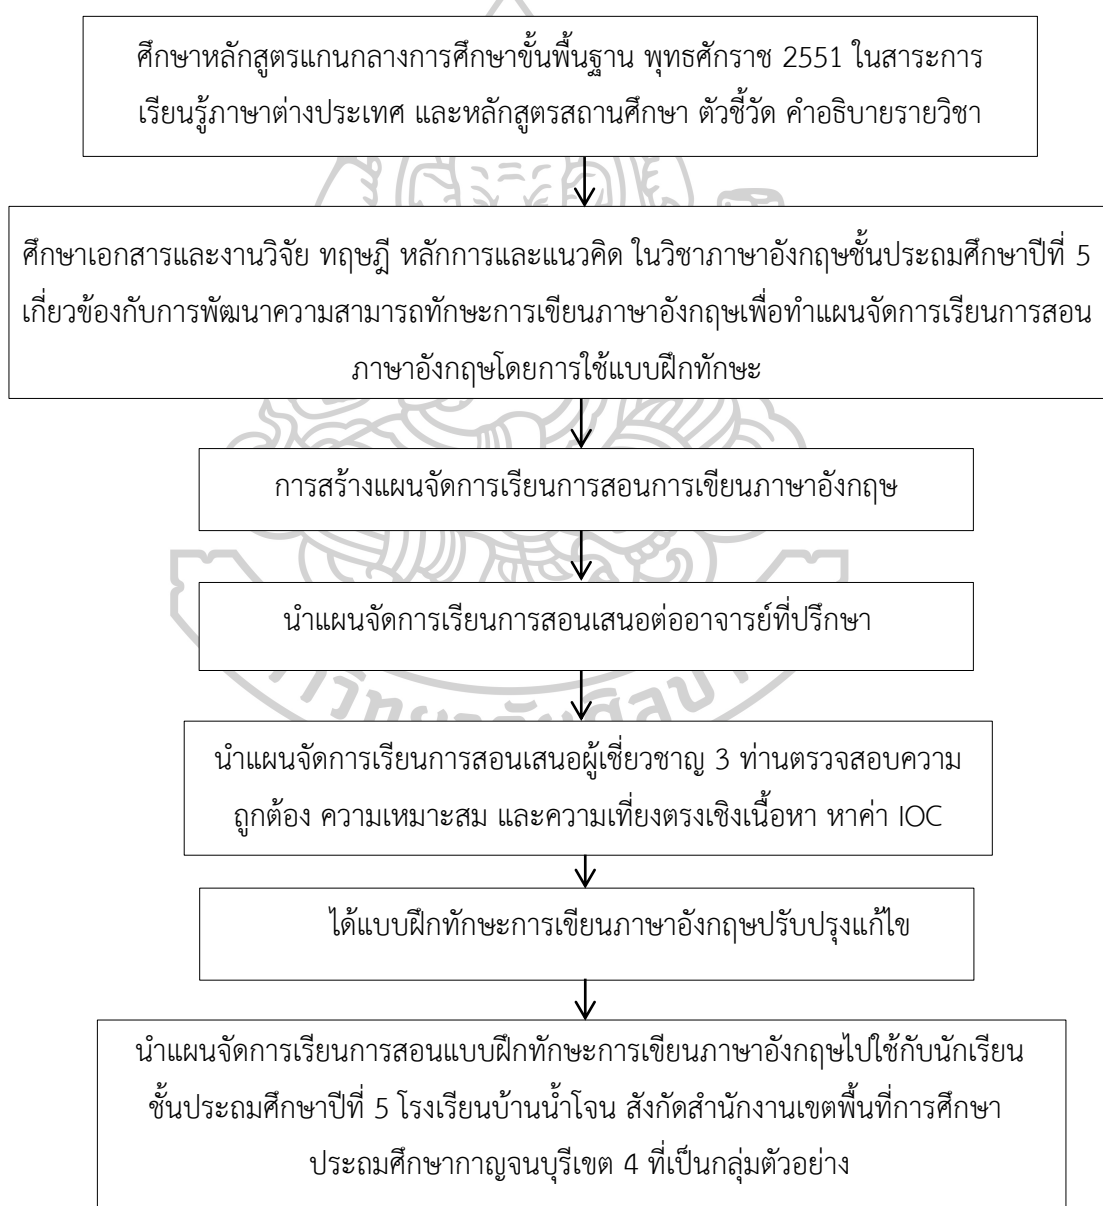 ศึกษาหลักสูตรแกนกลางการศึกษาขั้นพื้นฐาน พุทธศักราช 2551 ในสาระการ
เรียนรู้ภาษาต่างประเทศ และหลักสูตรสถานศึกษา ตัวชี้วัด คำอธิบายรายวิชา
ศึกษาเอกสารและงานวิจัย ทฤษฎี หลักการและแนวคิด ในวิชาภาษาอังกฤษชั้นประถมศึกษาปีที่ 5
เกี่ยวข้องกับการพัฒนาความสามารถทักษะการเขียนภาษาอังกฤษเพื่อทำแผนจัดการเรียนการสอน
ภาษาอังกฤษโดยการใช้แบบฝึกทักษะ
การสร้างแผนจัดการเรียนการสอนการเขียนภาษาอังกฤษ
นำแผนจัดการเรียนการสอนเสนอต่ออาจารย์ที่ปรึกษา
นำแผนจัดการเรียนการสอนเสนอผู้เชี่ยวชาญ 3 ท่านตรวจสอบความ
ถูกต้อง ความเหมาะสม และความเที่ยงตรงเชิงเนื้อหา หาค่า IOC
ได้แบบฝึกทักษะการเขียนภาษาอังกฤษปรับปรุงแก้ไข
นำแผนจัดการเรียนการสอนแบบฝึกทักษะการเขียนภาษาอังกฤษไปใช้กับนักเรียน
ชั้นประถมศึกษาปีที่ 5 โรงเรียนบ้านน้ำโจน สังกัดสำนักงานเขตพื้นที่การศึกษา
ประถมศึกษากาญจนบุรีเขต 4 ที่เป็นกลุ่มตัวอย่าง